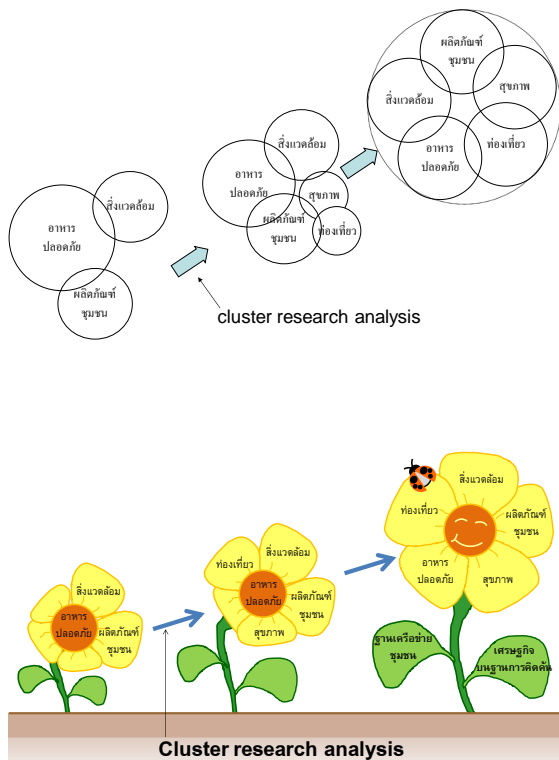 ผลิตภัณฑ์
ชุมชน
สุขภาพ
สิ่งแวดล้อม
ท่องเที่ยว
อาหาร
ปลอดภัย
สิ่งแวดล้อม
อาหาร
ปลอดภัย
สุขภาพ
ผลิตภัณฑ์
ชุมชน
ท่องเที่ยว
สิ่งแวดล้อม
อาหาร
ปลอดภัย
ผลิตภัณฑ์
ชุมชน
cluster research analysis
สิ่งแวดล้อม
ท่องเที่ยว
ผลิตภัณฑ์
ชุมชน
อาหาร
ปลอดภัย
สุขภาพ
ฐานเครือข่าย
ชุมชน
เศรษฐกิจ
บนฐานการคิดค้น
ท่องเที่ยว
สิ่งแวดล้อม
อาหาร
ปลอดภัย
ผลิตภัณฑ์
ชุมชน
สุขภาพ
สิ่งแวดล้อม
อาหาร
ปลอดภัย
ผลิตภัณฑ์
ชุมชน
Cluster research analysis